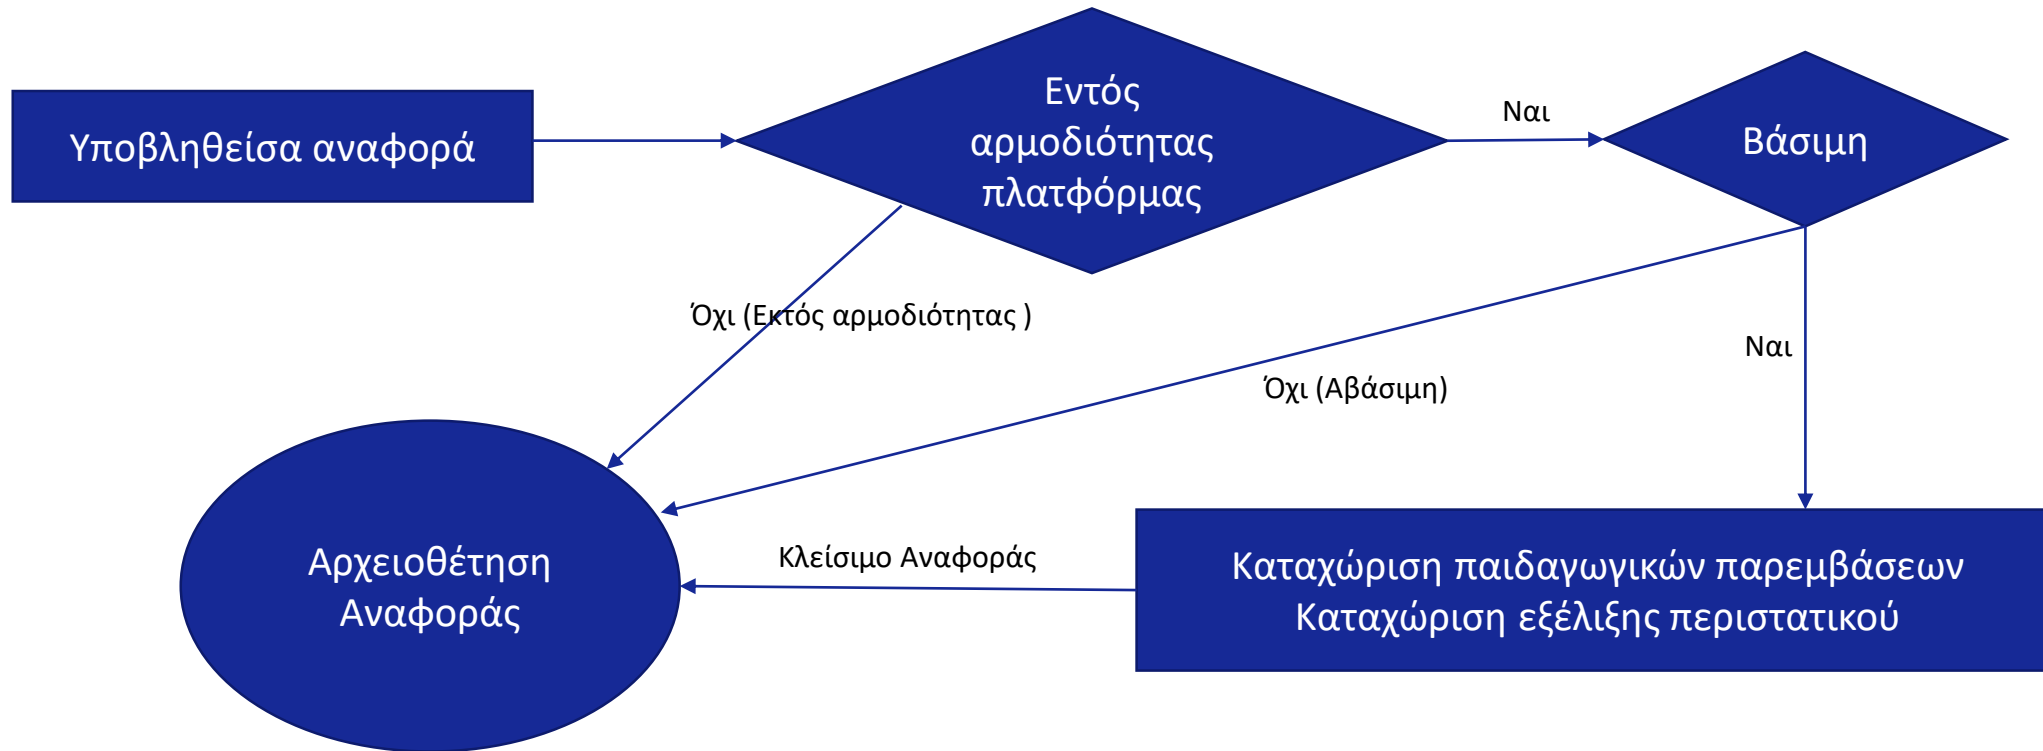 Υποβληθείσα αναφορά
Εντός
αρμοδιότητας
πλατφόρμας
Ναι
Βάσιμη
Όχι (Εκτός αρμοδιότητας )
Ναι
Όχι (Αβάσιμη)
Αρχειοθέτηση
Αναφοράς
Κλείσιμο Αναφοράς
Καταχώριση παιδαγωγικών παρεμβάσεων
Καταχώριση εξέλιξης περιστατικού